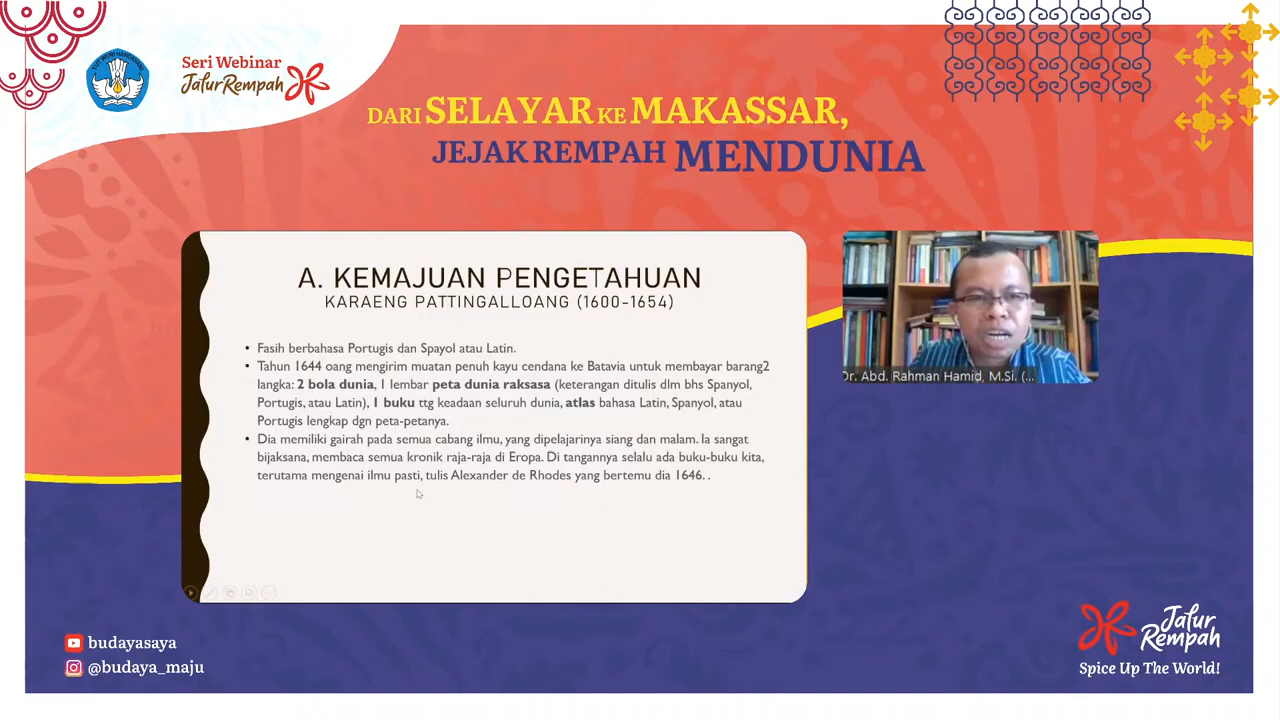 TUT WURI HANDAYANI
Seri Webinar
Jalur Rempah
DARI SELAYAR KE MAKASSAR,
JEJAK REMPAH MENDUNIA
A. KEMAJUAN PENGETAHUAN
KARAENG PATTINGALLOANG (1600-1654)
• Fasih berbahasa Portugis dan Spayol atau Latin.
• Tahun 1644 oang mengirim muatan penuh kayu cendana ke Batavia untuk membayar barang2
langka: 2 bola dunia, 1 lembar peta dunia raksasa (keterangan ditulis dlm bhs Spanyol,
Portugis, atau Latin), 1 buku ttg keadaan seluruh dunia, atlas bahasa Latin, Spanyol, atau
Portugis lengkap dgn peta-petanya.
• Dia memiliki gairah pada semua cabang ilmu, yang dipelajarinya siang dan malam. Ia sangat
bijaksana, membaca semua kronik raja-raja di Eropa. Di tangannya selalu ada buku-buku kita,
terutama mengenai ilmu pasti, tulis Alexander de Rhodes yang bertemu dia 1646. .
Dr. Abd. Rahman Hamid, M.Si. (...
budayasaya
@budaya_maju
Jalur
Rempah
Spice Up The World!